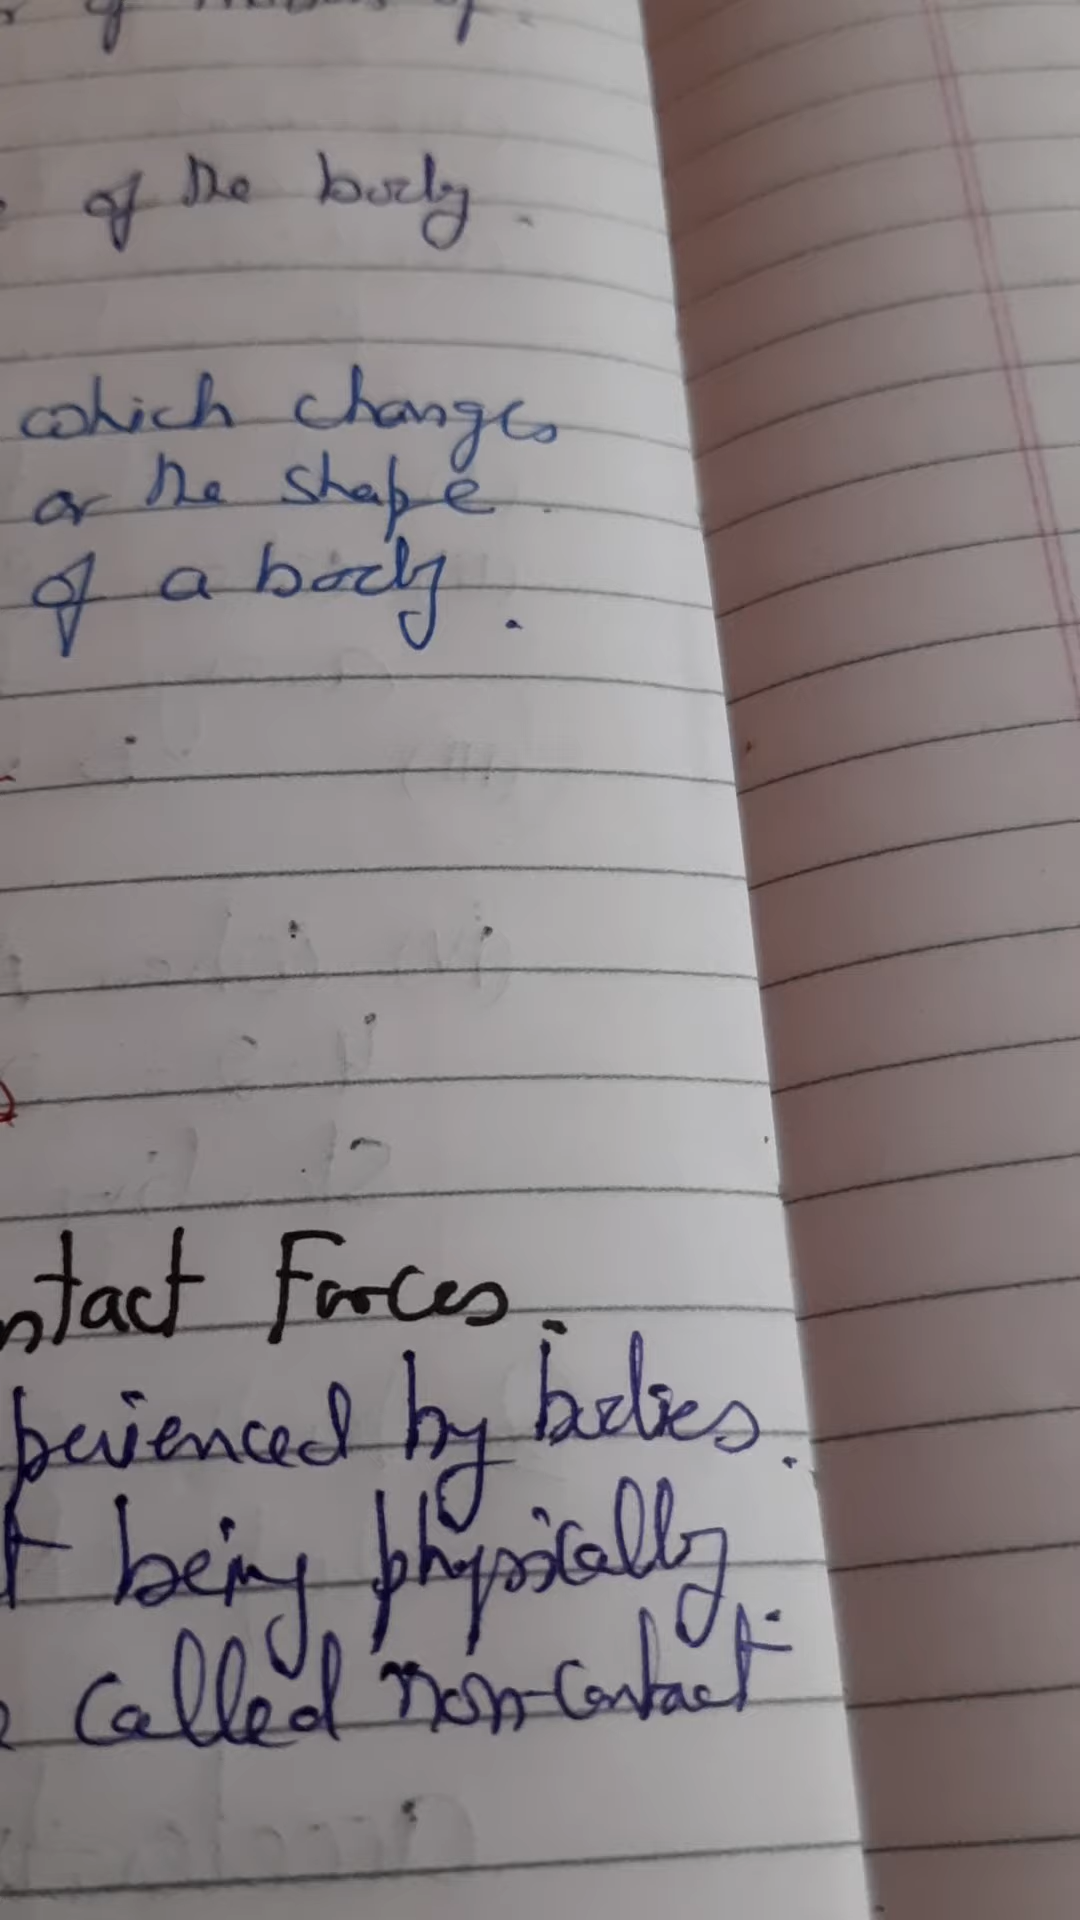 of
of the body.
which changes
or the shape
of a body.
ntact Forces.
perienced by bodies.
t being physically
called non-contact